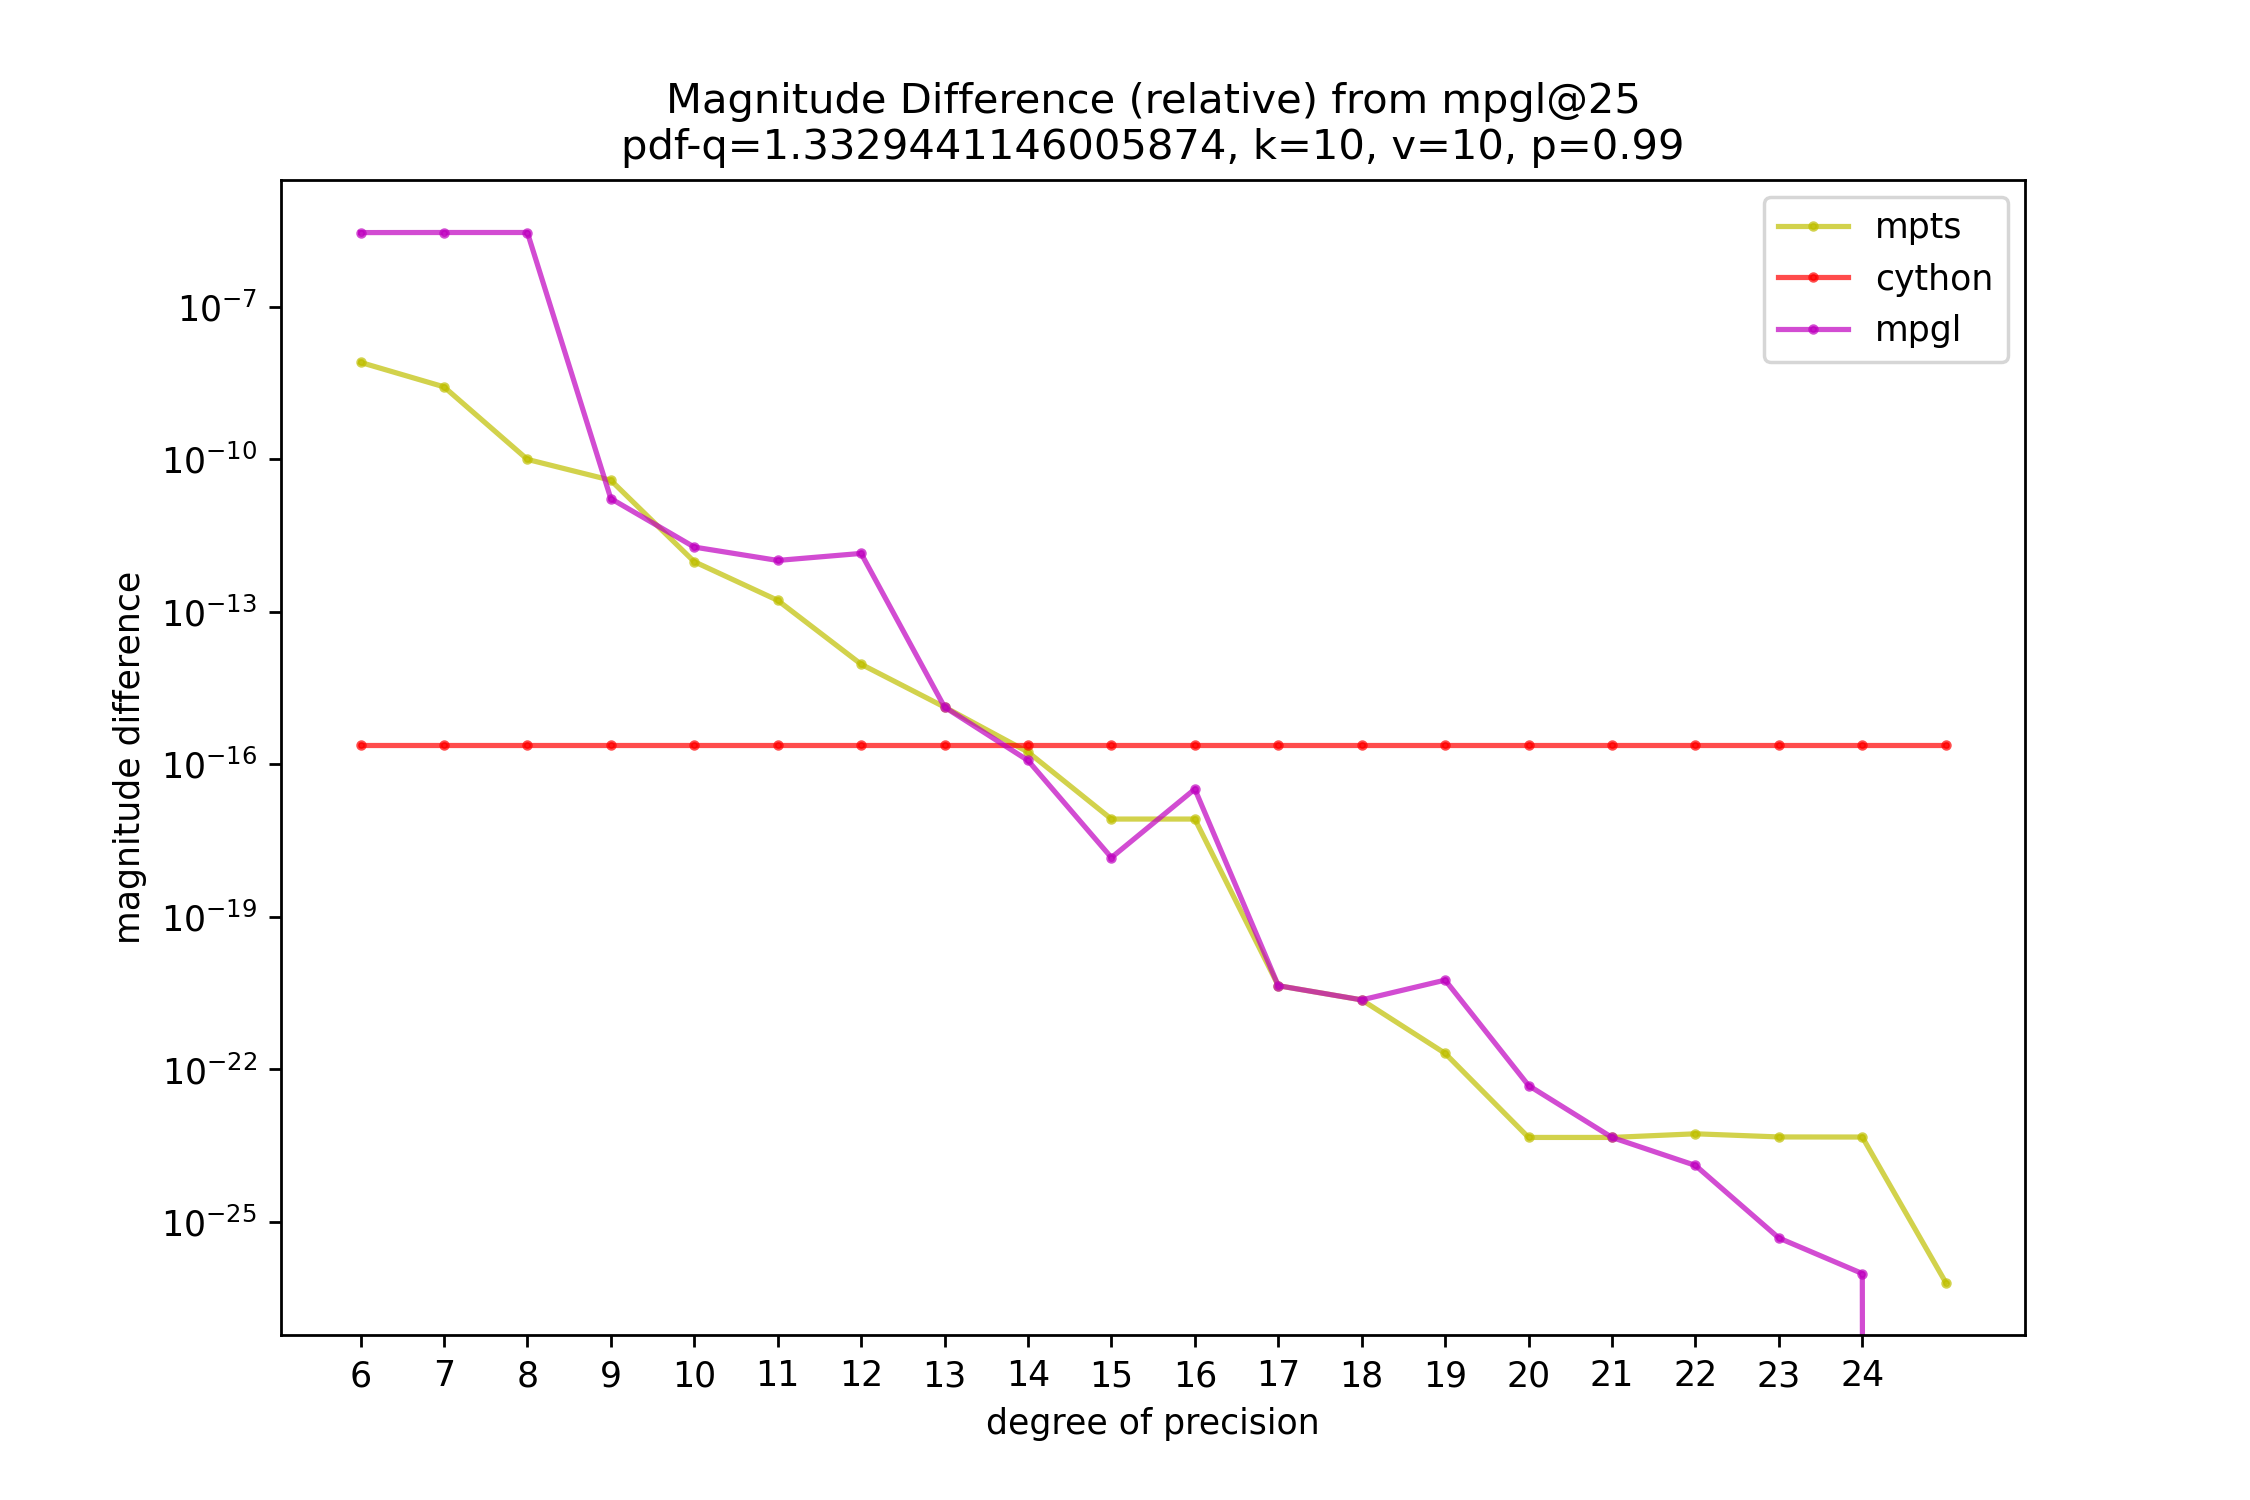 Magnitude Difference (relative) from mpgl@25
pdf-q=1.3329441146005874, k=10, v=10, p=0.99
mpts
cython
mpgl
magnitude difference
10⁻⁷
10⁻¹⁰
10⁻¹³
10⁻¹⁶
10⁻¹⁹
10⁻²²
10⁻²⁵
6 7 8 9 10 11 12 13 14 15 16 17 18 19 20 21 22 23 24
degree of precision